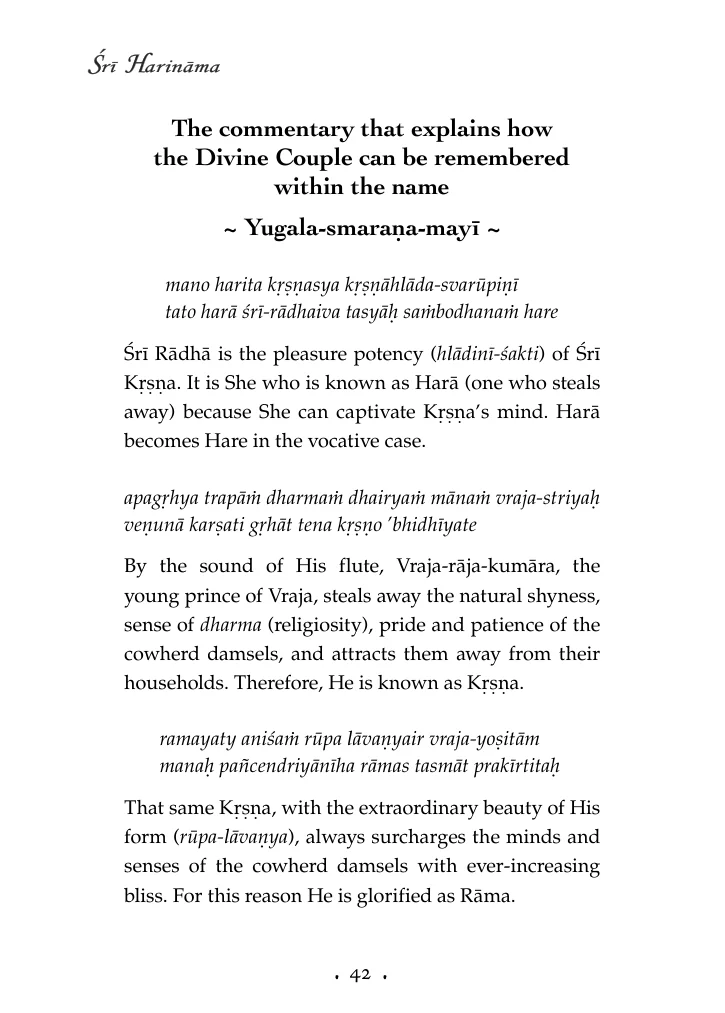 Śrī Harināma
The commentary that explains how
the Divine Couple can be remembered
within the name
~ Yugala-smaraṇa-mayī ~
mano harita kṛṣṇasya kṛṣṇāhlāda-svarūpiṇī
tato harā śrī-rādhaiva tasyāḥ saṁbodhanaṁ hare
Śrī Rādhā is the pleasure potency (hlādinī-śakti) of Śrī
Kṛṣṇa. It is She who is known as Harā (one who steals
away) because She can captivate Kṛṣṇa’s mind. Harā
becomes Hare in the vocative case.
apagṛhya trapāṁ dharmaṁ dhairyaṁ mānaṁ vraja-striyaḥ
veṇunā karṣati gṛhāt tena kṛṣṇo ’bhidhīyate
By the sound of His flute, Vraja-rāja-kumāra, the
young prince of Vraja, steals away the natural shyness,
sense of dharma (religiosity), pride and patience of the
cowherd damsels, and attracts them away from their
households. Therefore, He is known as Kṛṣṇa.
ramayaty aniśaṁ rūpa lāvaṇyair vraja-yoṣitām
manaḥ pañcendriyāṇīha rāmas tasmāt prakīrtitaḥ
That same Kṛṣṇa, with the extraordinary beauty of His
form (rūpa-lāvaṇya), always surcharges the minds and
senses of the cowherd damsels with ever-increasing
bliss. For this reason He is glorified as Rāma.
• 42 •